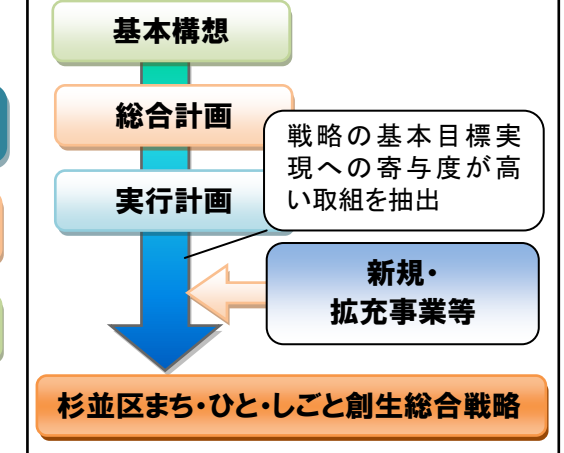 基本構想
総合計画
戦略の基本目標実
現への寄与度が高
い取組を抽出
実行計画
新規・
拡充事業等
杉並区まち・ひと・しごと創生総合戦略